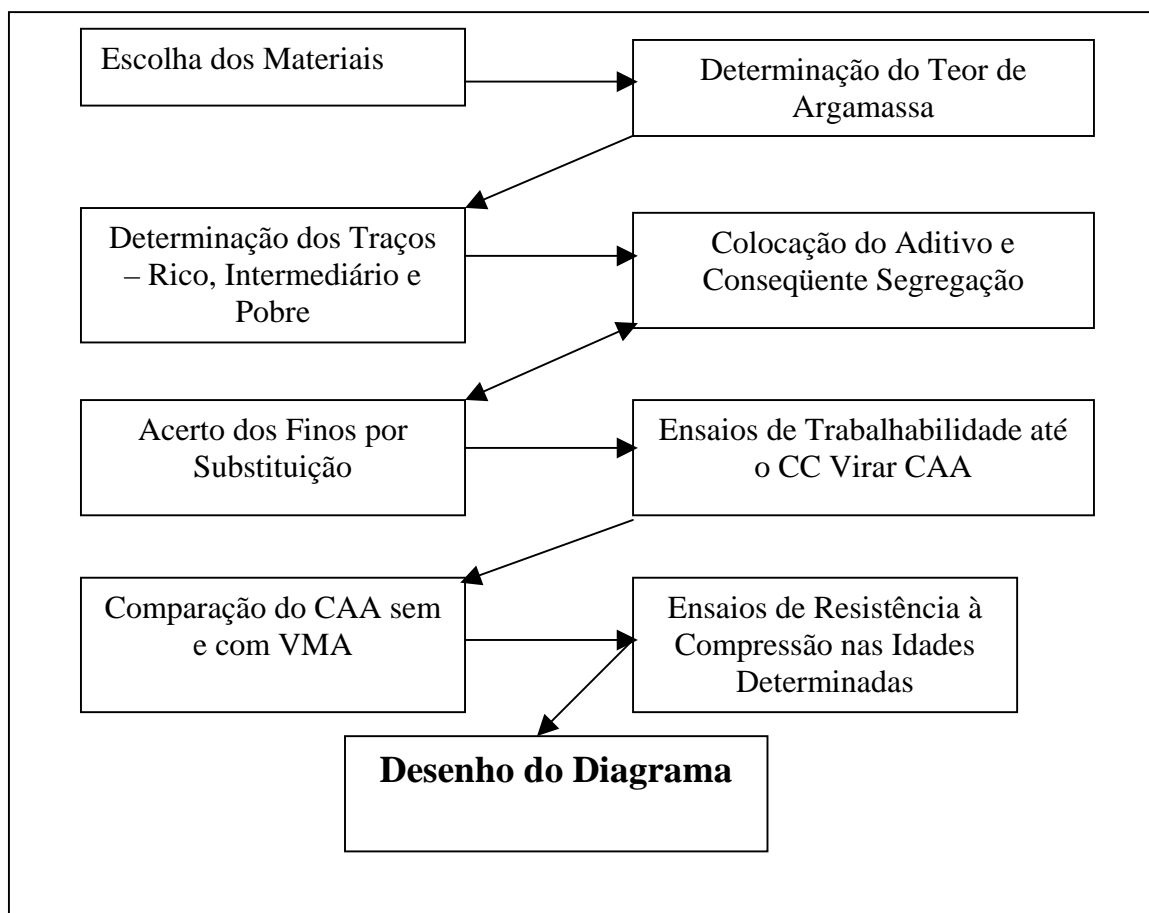 Escolha dos Materiais
Determinação do Teor de
Argamassa
Determinação dos Traços
– Rico, Intermediário e
Pobre
Colocação do Aditivo e
Conseqüente Segregação
Acerto dos Finos por
Substituição
Ensaios de Trabalhabilidade até
o CC Virar CAA
Comparação do CAA sem
e com VMA
Ensaios de Resistência à
Compressão nas Idades
Determinadas
Desenho do Diagrama